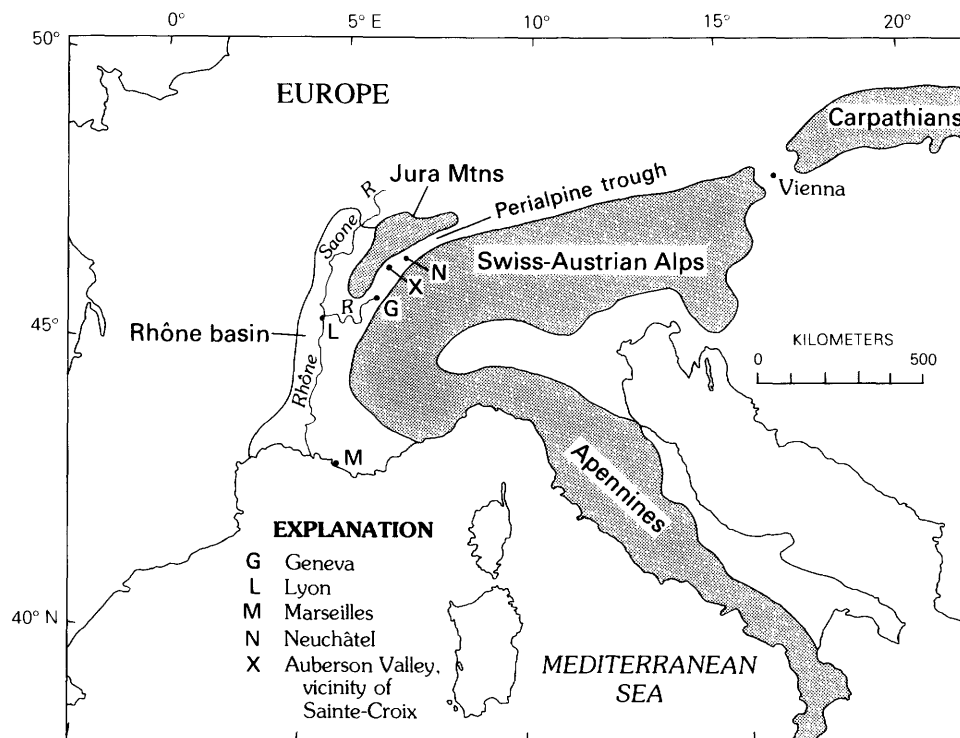 0° 5° E 10° 15° 20°
50°
EUROPE
Carpathians
Vienna
Jura Mtns
Perialpine trough
R
Saone
Swiss-Austrian Alps
N
X
R
G
L
45°
Rhône basin
KILOMETERS
0 500
Rhône
M
Apennines
EXPLANATION
G Geneva
L Lyon
M Marseilles
N Neuchâtel
X Auberson Valley,
vicinity of
Sainte-Croix
40° N
MEDITERRANEAN
SEA